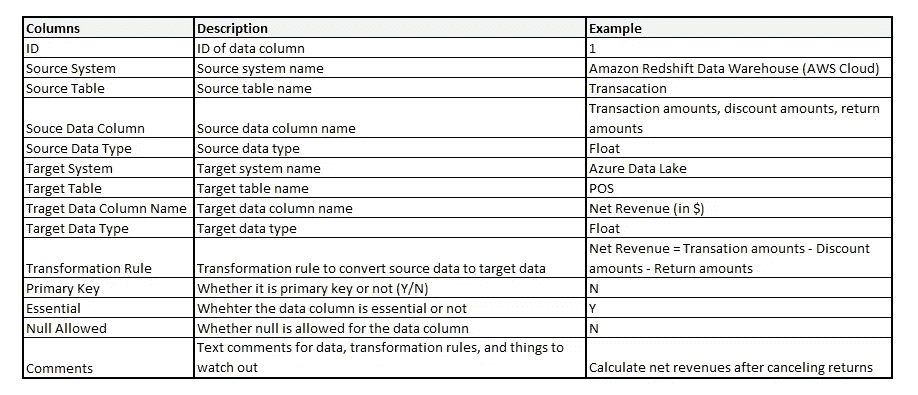 Columns Description Example
ID ID of data column 1
Source System Source system name Amazon Redshift Data Warehouse (AWS Cloud)
Source Table Source table name Transacation
Transaction amounts, discount amounts, return
Souce Data Column Source data column name amounts
Source Data Type Source data type Float
Target System Target system name Azure Data Lake
Target Table Target table name POS
Traget Data Column Name Target data column name Net Revenue (in $)
Target Data Type Target data type Float
Net Revenue = Transation amounts - Discount
Transformation Rule Transformation rule to convert source data to target data amounts - Return amounts
Primary Key Whether it is primary key or not (Y/N) N
Essential Whehter the data column is essential or not Y
Null Allowed Whether null is allowed for the data column N
Text comments for data, transformation rules, and things to
Comments watch out Calculate net revenues after canceling returns